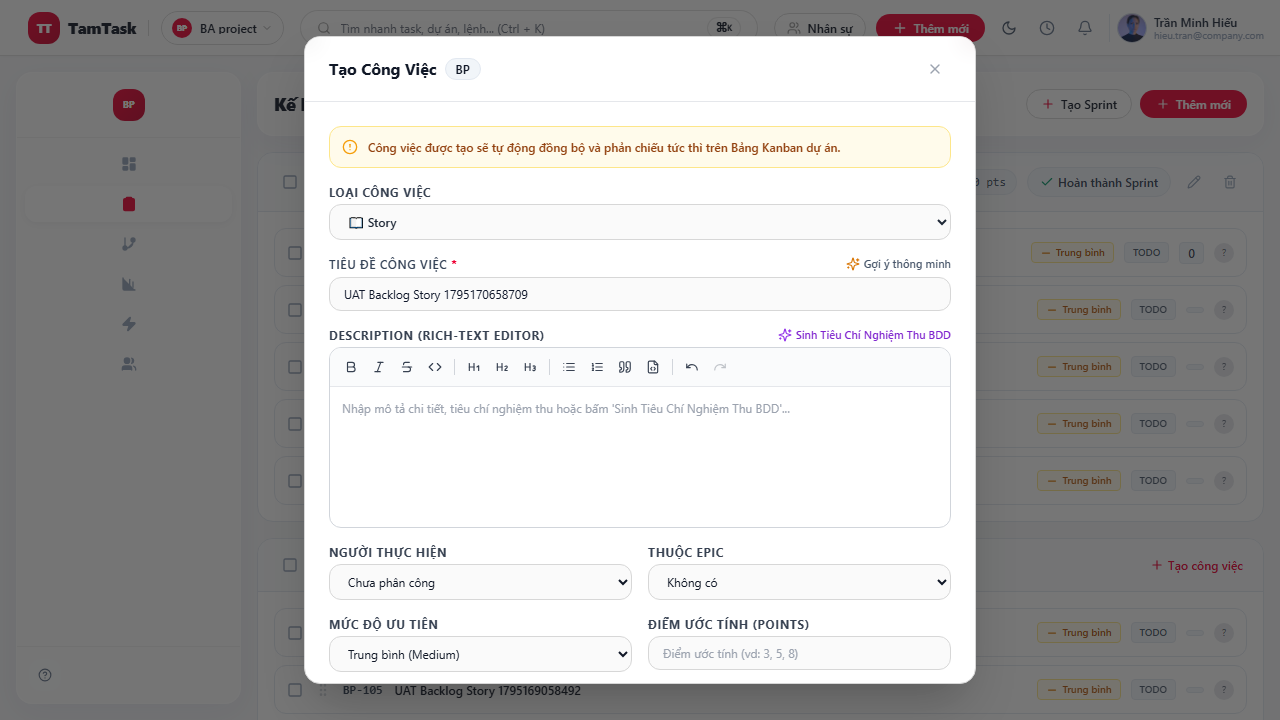 TT TamTask
BP BA project
Tìm nhanh task, dự án, lệnh... (Ctrl + K)
⌘K
Nhân sự
Thêm mới
Trần Minh Hiếu
hieu.tran@company.com
BP
Tạo Sprint
Thêm mới
pts
Hoàn thành Sprint
Trung bình TODO 0 ?
Trung bình TODO ?
Trung bình TODO ?
Trung bình TODO ?
Trung bình TODO ?
Tạo công việc
Trung bình TODO ?
BP-105 UAT Backlog Story 1795169058492
Trung bình TODO ?
Tạo Công Việc BP
Công việc được tạo sẽ tự động đồng bộ và phản chiếu tức thì trên Bảng Kanban dự án.
LOẠI CÔNG VIỆC
Story
TIÊU ĐỀ CÔNG VIỆC *
Gợi ý thông minh
UAT Backlog Story 1795170658709
DESCRIPTION (RICH-TEXT EDITOR)
Sinh Tiêu Chí Nghiệm Thu BDD
B I S H1 H2 H3
Nhập mô tả chi tiết, tiêu chí nghiệm thu hoặc bấm 'Sinh Tiêu Chí Nghiệm Thu BDD'...
NGƯỜI THỰC HIỆN
THUỘC EPIC
Chưa phân công
Không có
MỨC ĐỘ ƯU TIÊN
ĐIỂM ƯỚC TÍNH (POINTS)
Trung bình (Medium)
Điểm ước tính (vd: 3, 5, 8)